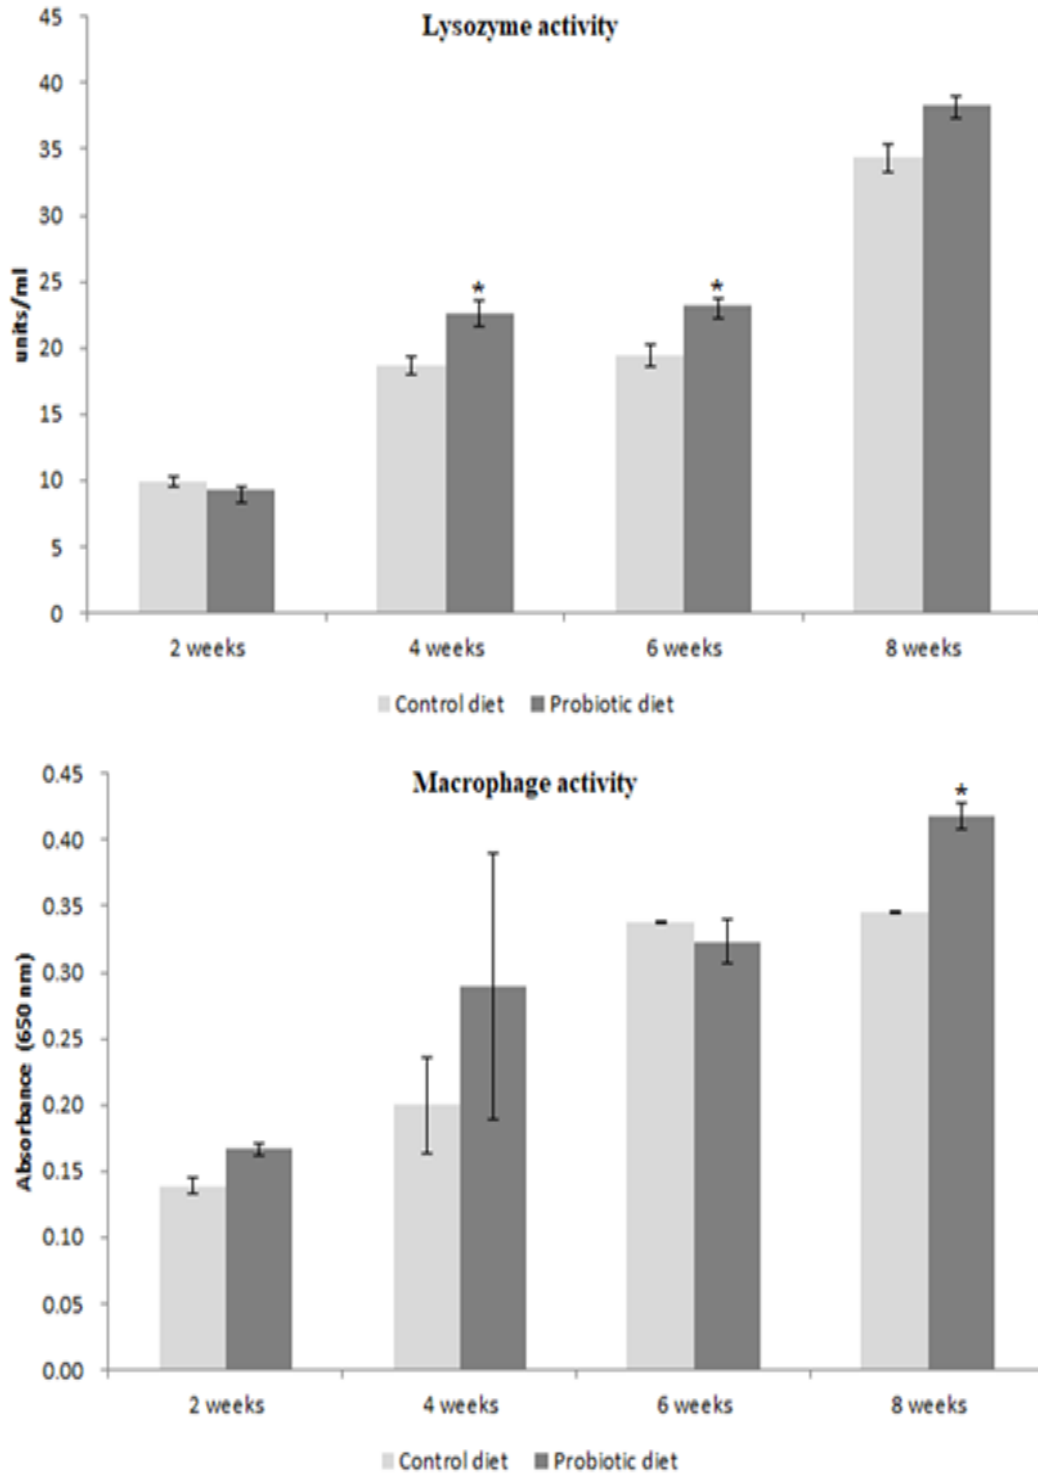 Lysozyme activity
45
40
35
30
25
20
15
10
5
0
units/ml
*
*
2 weeks 4 weeks 6 weeks 8 weeks
Control diet Probiotic diet
Macrophage activity
0.45
0.40
0.35
0.30
0.25
0.20
0.15
0.10
0.05
0.00
Absorbance (650 nm)
*
2 weeks 4 weeks 6 weeks 8 weeks
Control diet Probiotic diet